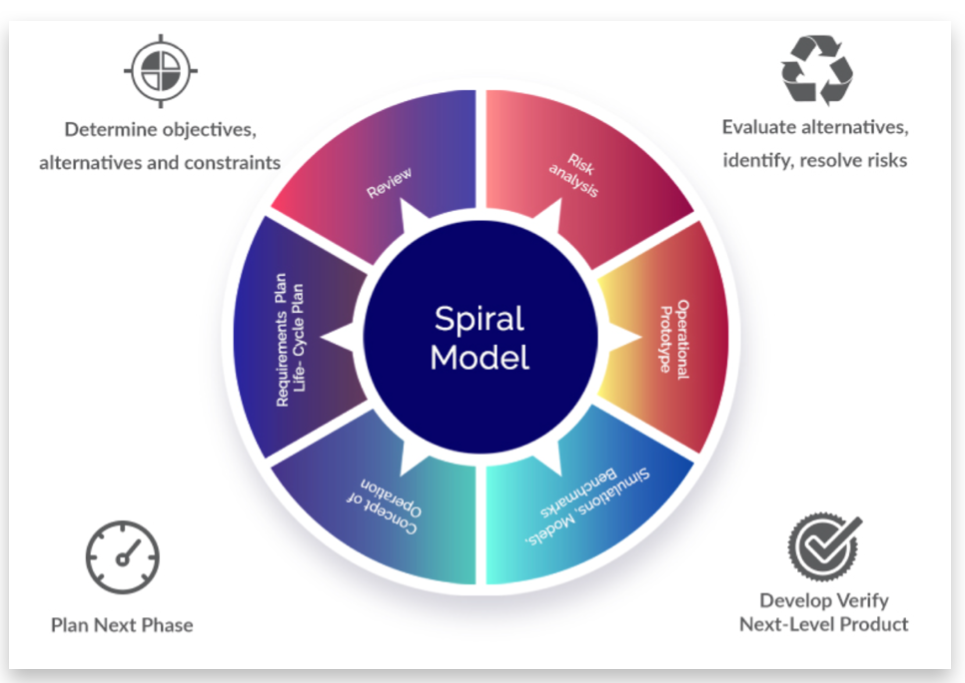 Determine objectives,
alternatives and constraints
Evaluate alternatives,
identify, resolve risks
Review
Risk
analysis
Requirements Plan
Life- Cycle Plan
Spiral
Model
Operational
Prototype
Concept of
Operation
Simulations, Models,
Benchmarks
Plan Next Phase
Develop Verify
Next-Level Product